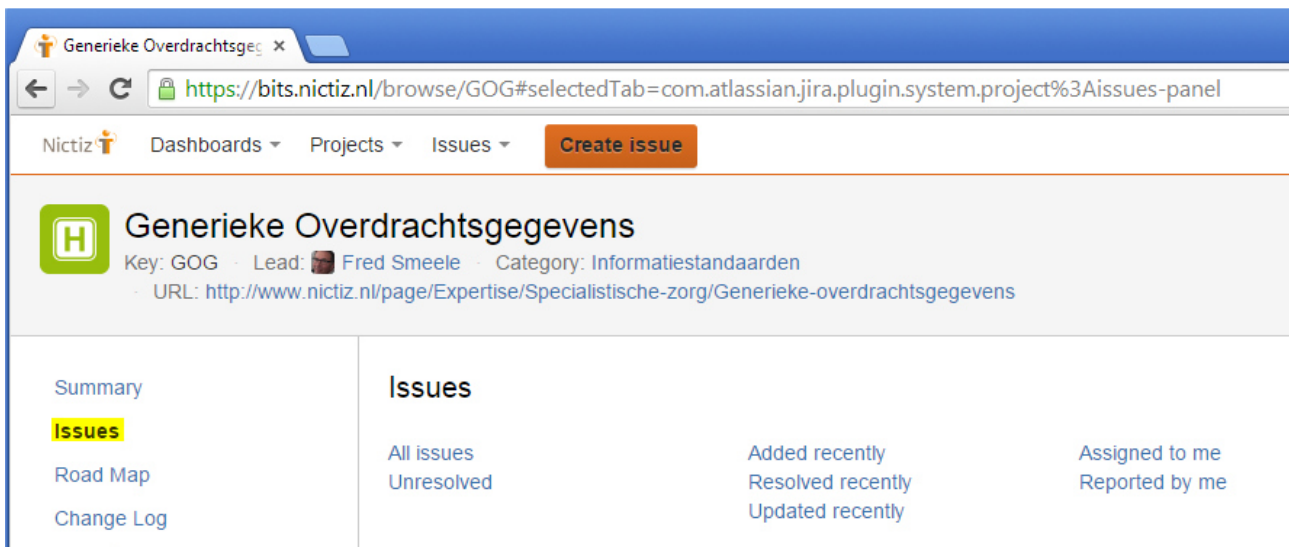 Generieke Overdrachtsgeg
https://bits.nictiz.nl/browse/GOG#selectedTab=com.atlassian.jira.plugin.system.project%3Aissues-panel
Nictiz Dashboards Projects Issues Create issue
H
Generieke Overdrachtsgegevens
Key: GOG · Lead: Fred Smeele · Category: Informatiestandaarden
· URL: http://www.nictiz.nl/page/Expertise/Specialistische-zorg/Generieke-overdrachtsgegevens
Summary
Issues
Road Map
Change Log
Issues
All issues
Unresolved
Added recently
Resolved recently
Updated recently
Assigned to me
Reported by me